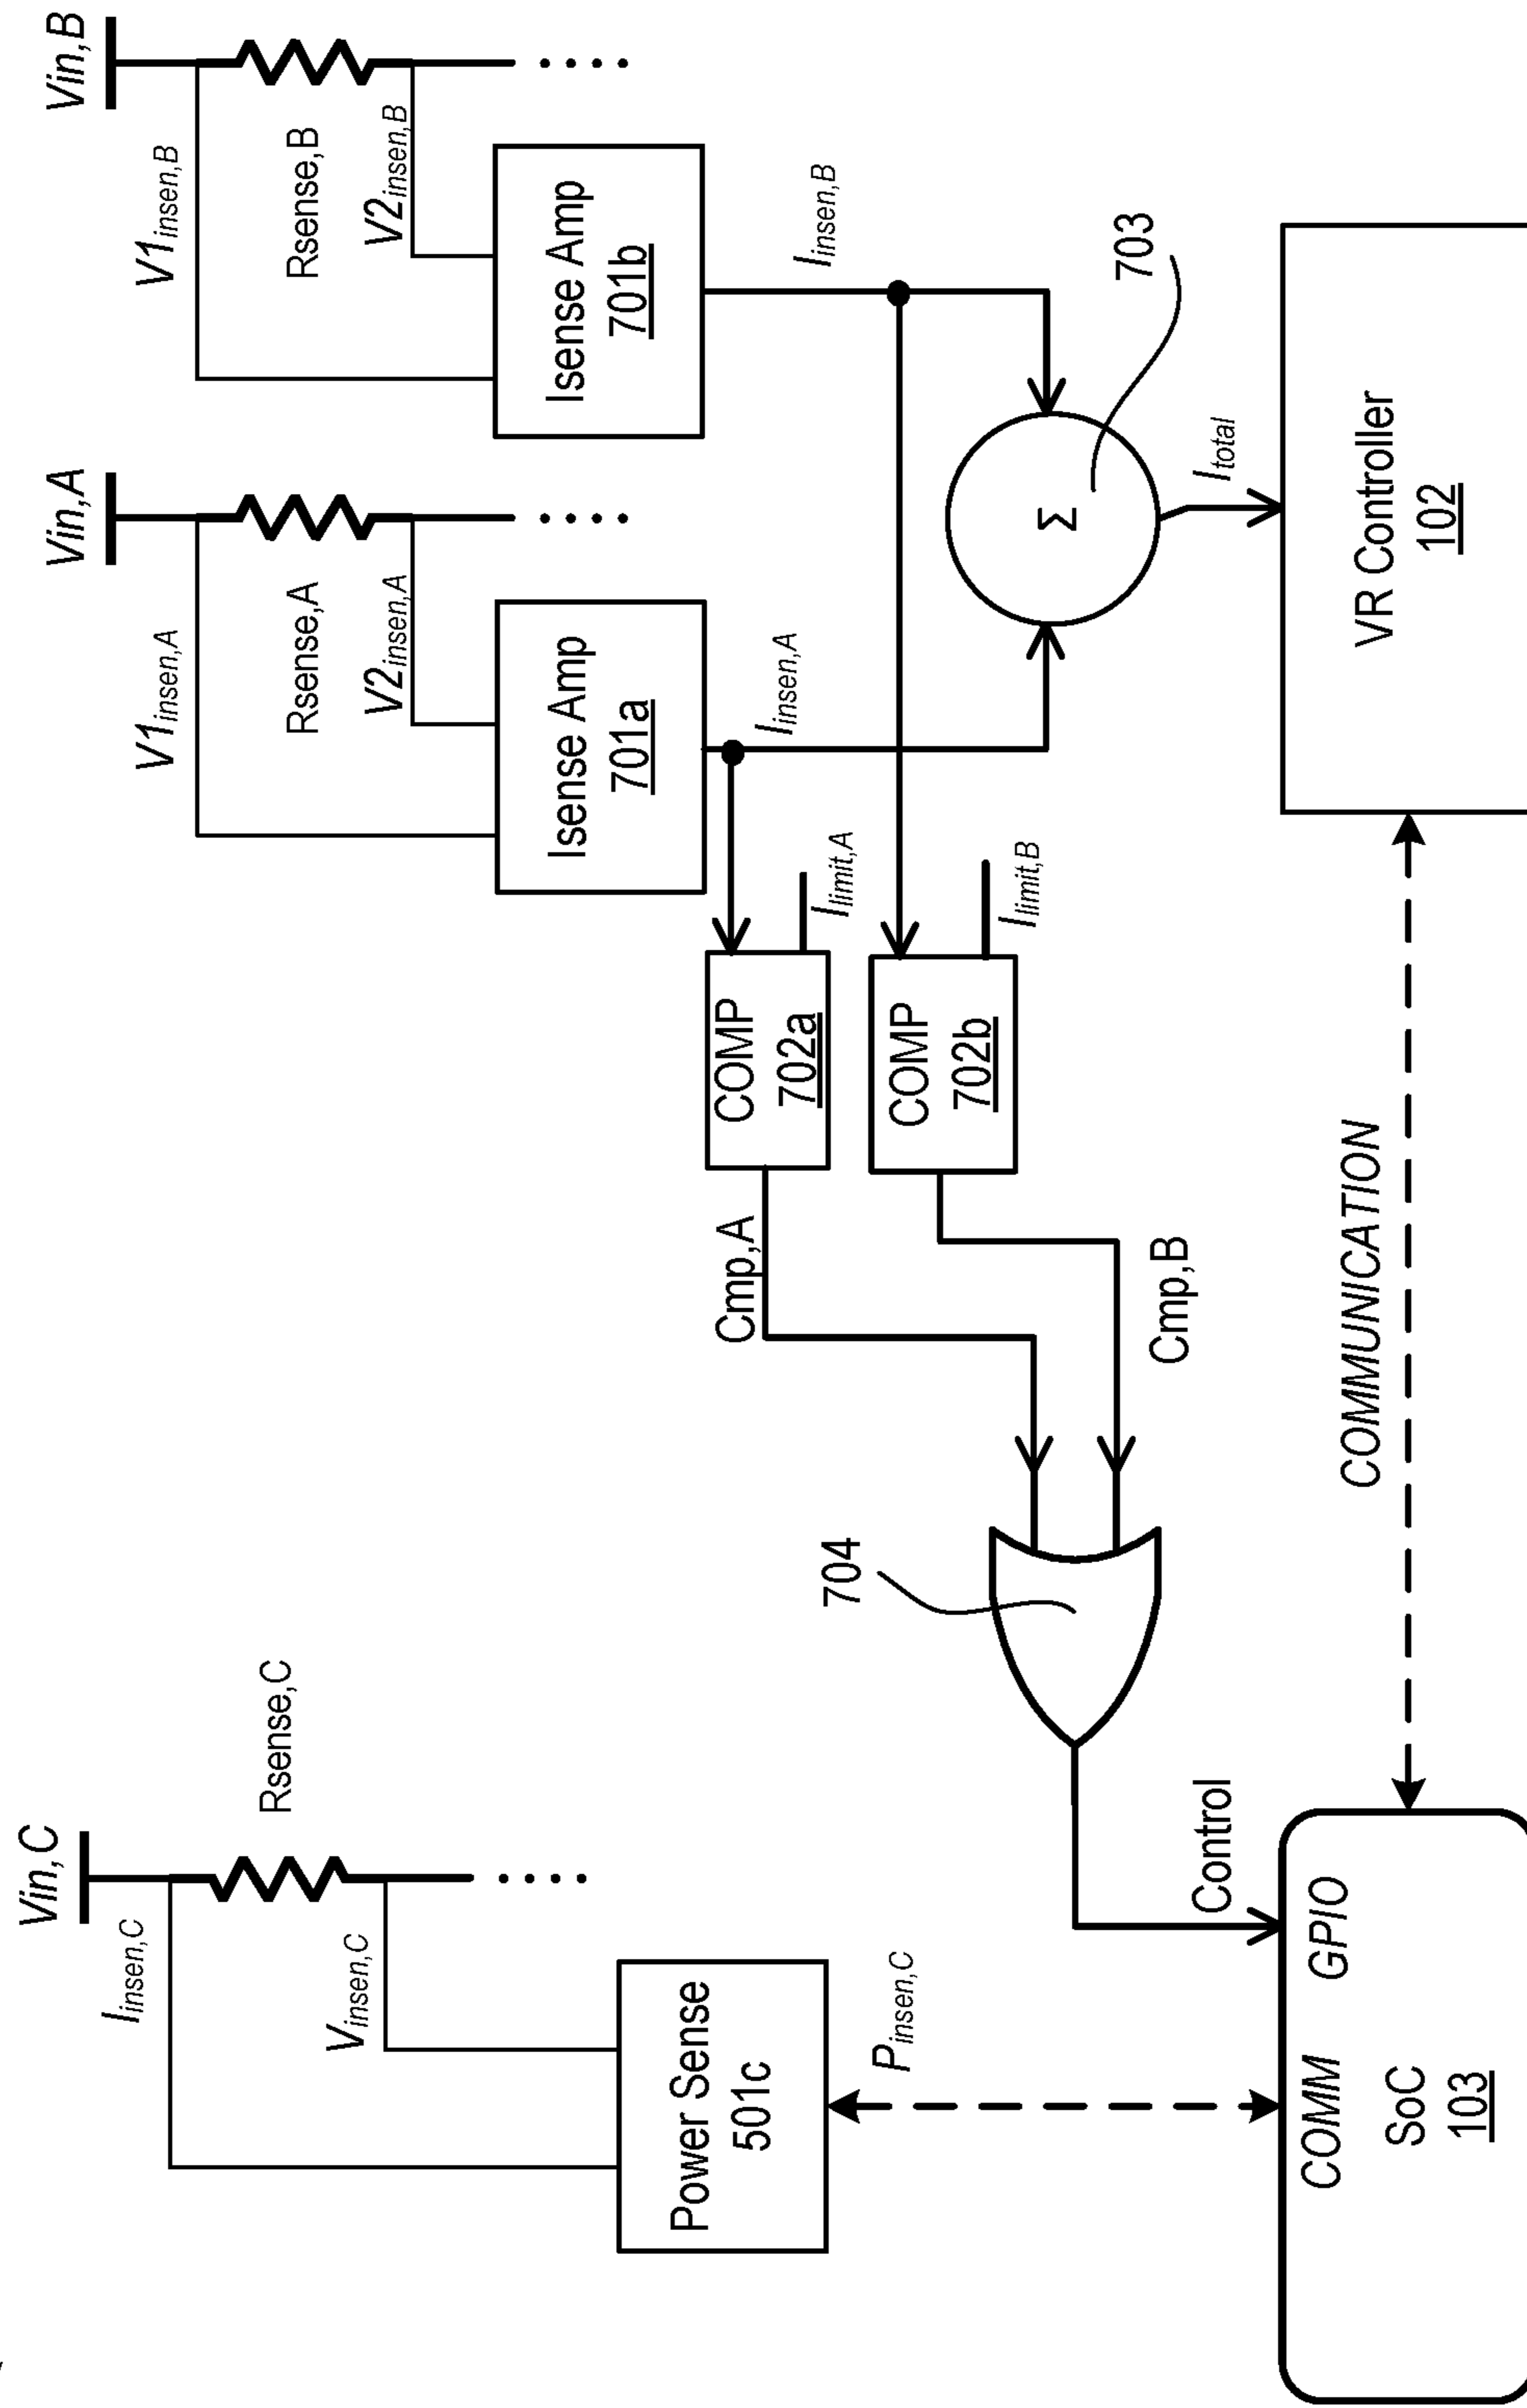 Vin,C
Vin,A
Vin,B
Iinsen,C
Rsense,C
V1insen,A
V1insen,B
Rsense,A
Rsense,B
Vinsen,C
V2insen,A
V2insen,B
Power Sense
501c
Isense Amp
701a
Isense Amp
701b
Pinsen,C
Iinsen,A
Iinsen,B
COMP
702a
Ilimit,A
COMP
702b
Ilimit,B
Cmp,A
Cmp,B
704
703
Σ
Itotal
Control
COMMUNICATION
COMM
GPIO
SoC
103
VR Controller
102